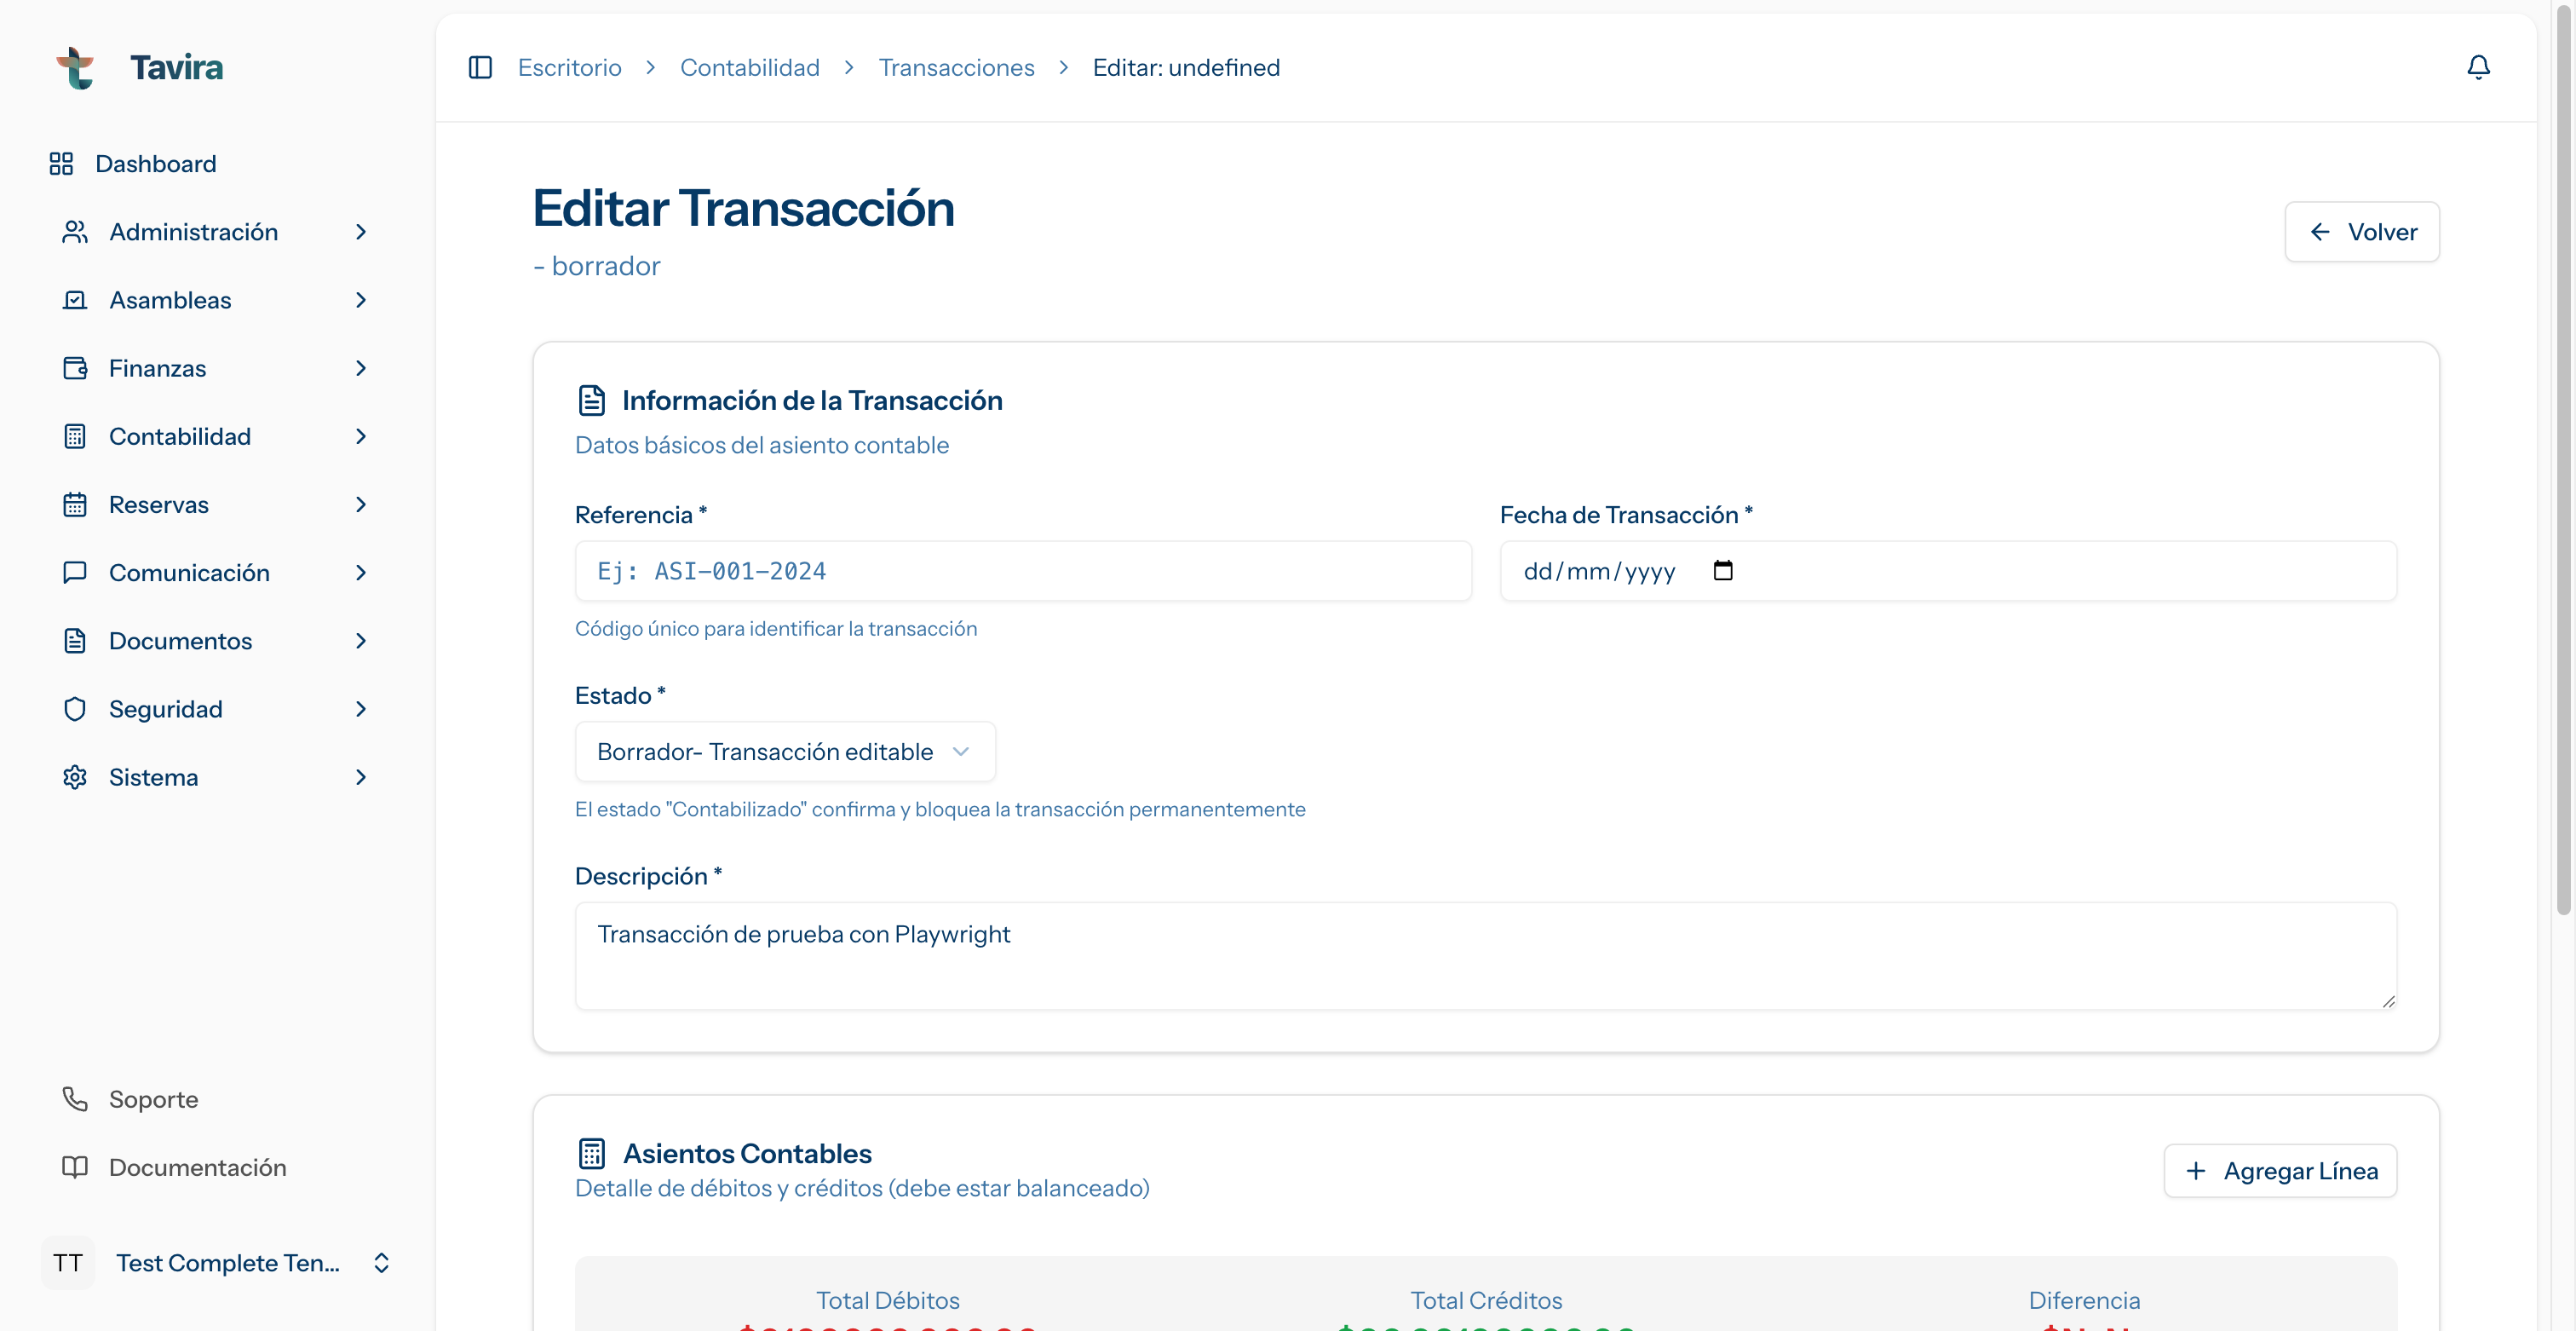 Tavira
Dashboard
Administración
Asambleas
Finanzas
Contabilidad
Reservas
Comunicación
Documentos
Seguridad
Sistema
Soporte
Documentación
TT Test Complete Ten...
Escritorio > Contabilidad > Transacciones > Editar: undefined
Editar Transacción
- borrador
Volver
Información de la Transacción
Datos básicos del asiento contable
Referencia *
Ej: ASI-001-2024
Código único para identificar la transacción
Fecha de Transacción *
dd/mm/yyyy
Estado *
Borrador- Transacción editable
El estado "Contabilizado" confirma y bloquea la transacción permanentemente
Descripción *
Transacción de prueba con Playwright
Asientos Contables
Detalle de débitos y créditos (debe estar balanceado)
Agregar Línea
Total Débitos
Total Créditos
Diferencia